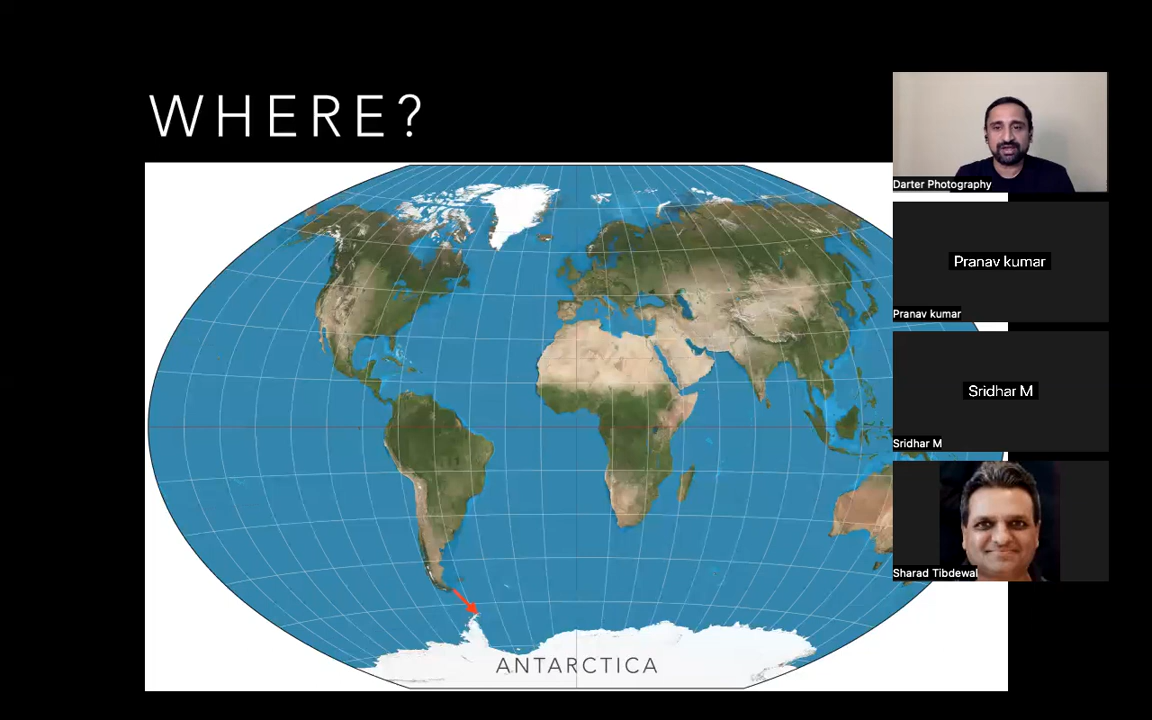 WHERE?
ANTARCTICA
Darter Photography
Pranav kumar
Pranav kumar
Sridhar M
Sridhar M
Sharad Tibdewal